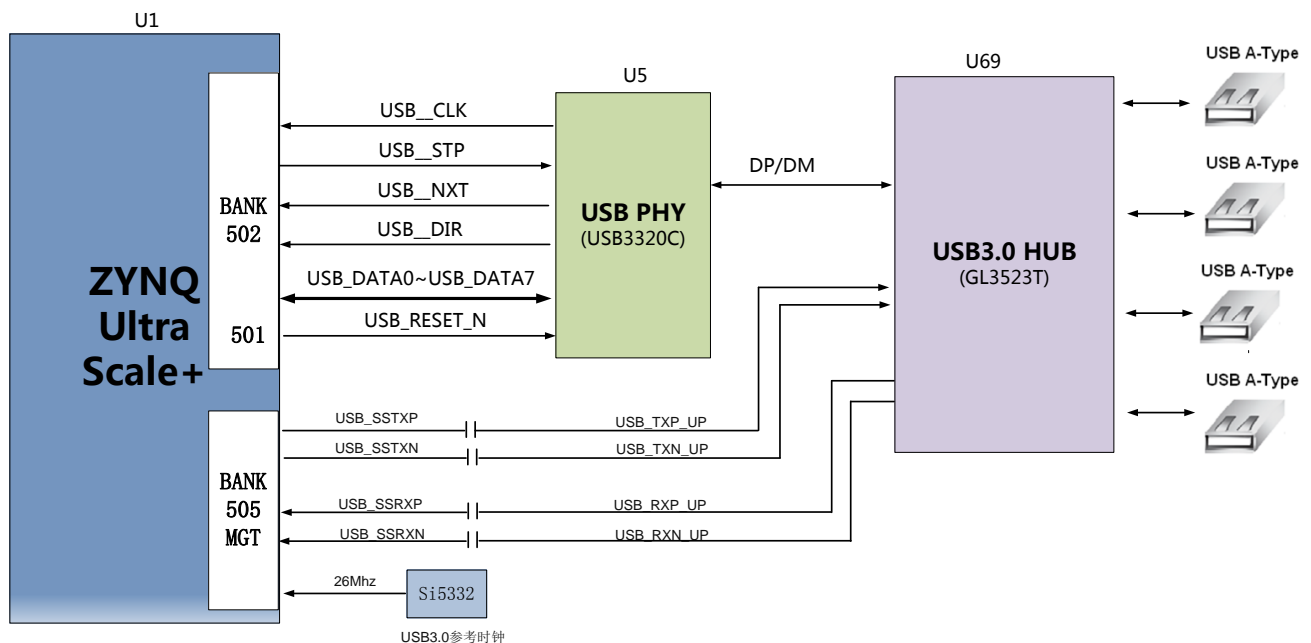 U1
ZYNQ
Ultra
Scale+
BANK
502
501
BANK
505
MGT
USB__CLK
USB__STP
USB__NXT
USB__DIR
USB_DATA0~USB_DATA7
USB_RESET_N
U5
USB PHY
(USB3320C)
DP/DM
U69
USB3.0 HUB
(GL3523T)
USB A-Type
USB A-Type
USB A-Type
USB A-Type
USB_SSTXP
USB_TXP_UP
USB_SSTXN
USB_TXN_UP
USB_SSRXP
USB_RXP_UP
USB_SSRXN
USB_RXN_UP
26Mhz
Si5332
USB3.0参考时钟